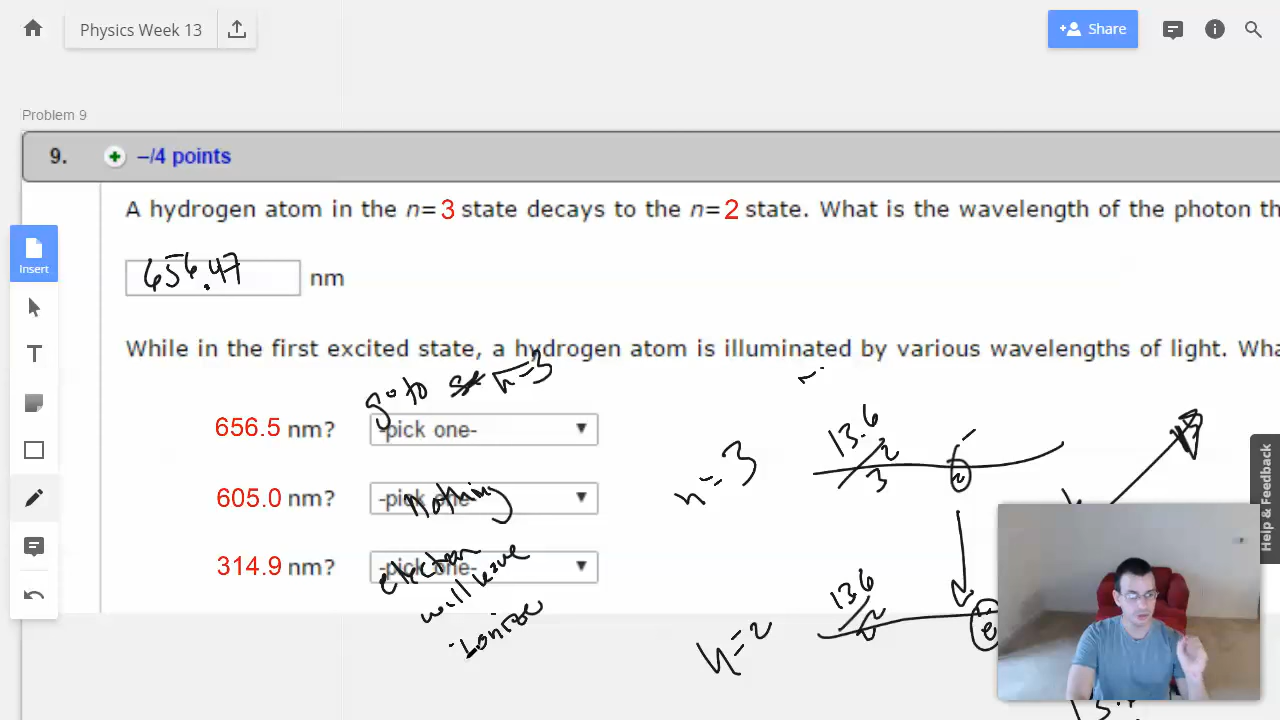 Physics Week 13
Share
Problem 9
9. –/4 points
A hydrogen atom in the n=3 state decays to the n=2 state. What is the wavelength of the photon th
656.47 nm
While in the first excited state, a hydrogen atom is illuminated by various wavelengths of light. Wha
go to n=3
656.5 nm? -pick one-
605.0 nm? -pick one-
Nothing
314.9 nm? -pick one-
electron
will leave
ionize
n=3
13.6
3
2
n=2
13.6
2
e
Insert
T
Help & Feedback